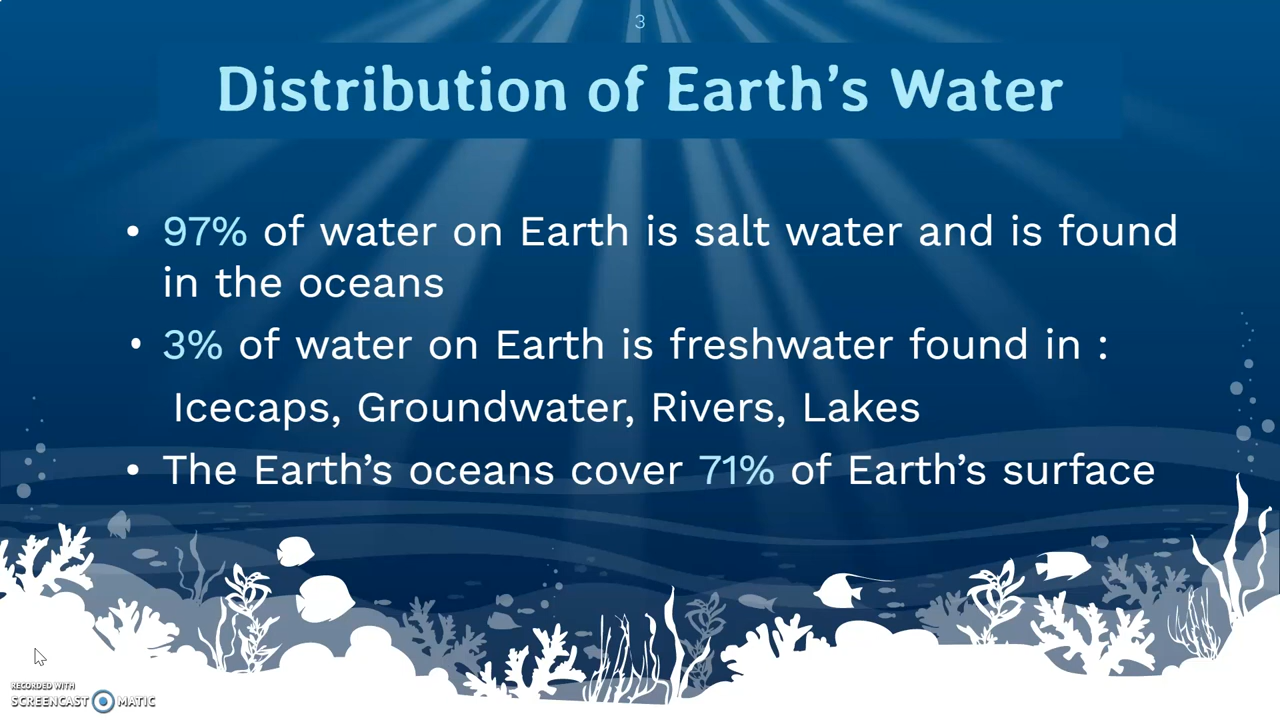 3
Distribution of Earth’s Water
• 97% of water on Earth is salt water and is found
in the oceans
• 3% of water on Earth is freshwater found in :
Icecaps, Groundwater, Rivers, Lakes
• The Earth’s oceans cover 71% of Earth’s surface
RECORDED WITH
SCREENCAST MATIC